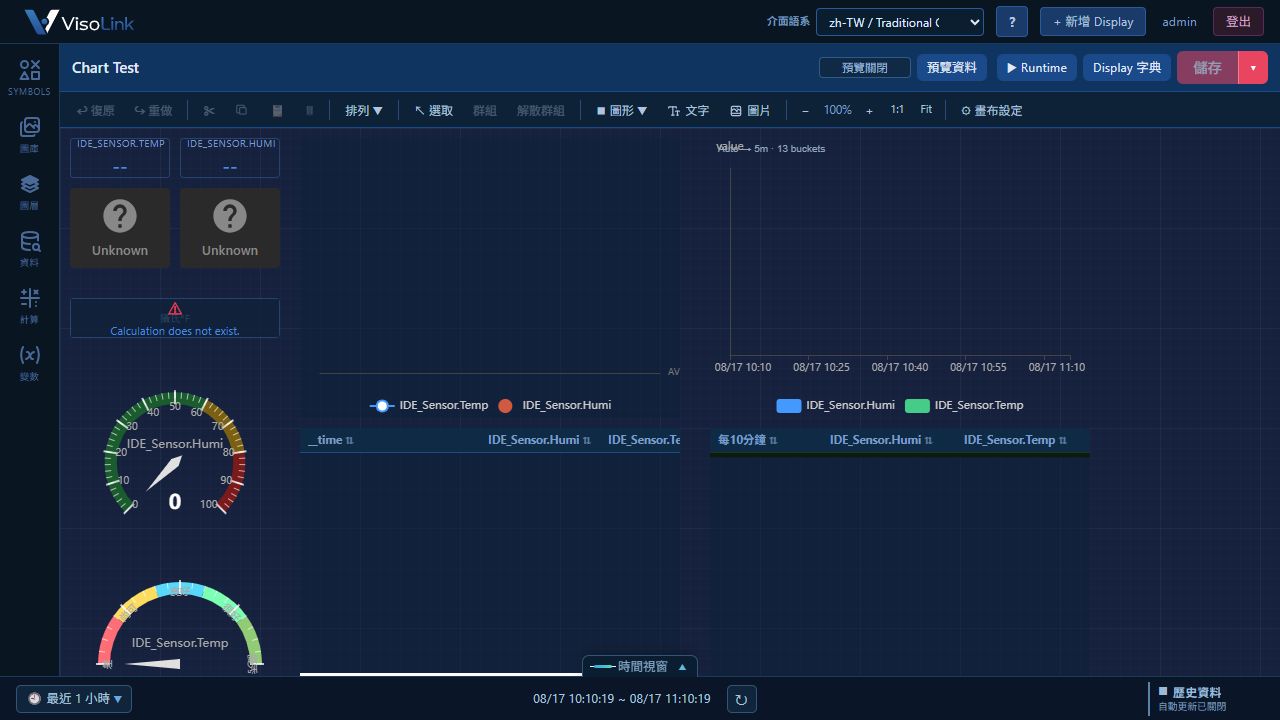 VisoLink
介面語系
zh-TW / Traditional C
?
+ 新增 Display
admin
登出
Chart Test
預覽關閉
預覽資料
▶ Runtime
Display 字典
儲存
▾
SYMBOLS
圖庫
圖層
資料
計算
變數
↩ 復原
↪ 重做
排列 ▼
↖ 選取
群組
解散群組
■ 圖形 ▼
文字
圖片
−
100%
+
1:1
Fit
⚙ 畫布設定
IDE_SENSOR.TEMP
--
IDE_SENSOR.HUMI
--
Unknown
Unknown
Calculation does not exist.
0
10
20
30
40
50
60
70
80
90
100
IDE_Sensor.Humi
0
IDE_Sensor.Temp
AV
IDE_Sensor.Temp
IDE_Sensor.Humi
value
→ 5m · 13 buckets
08/17 10:10
08/17 10:25
08/17 10:40
08/17 10:55
08/17 11:10
IDE_Sensor.Humi
IDE_Sensor.Temp
__time ⇅
IDE_Sensor.Humi ⇅
IDE_Sensor.Te
每10分鐘 ⇅
IDE_Sensor.Humi ⇅
IDE_Sensor.Temp ⇅
時間視窗 ▲
最近 1 小時 ▼
08/17 10:10:19 ~ 08/17 11:10:19
↻
■ 歷史資料
自動更新已關閉